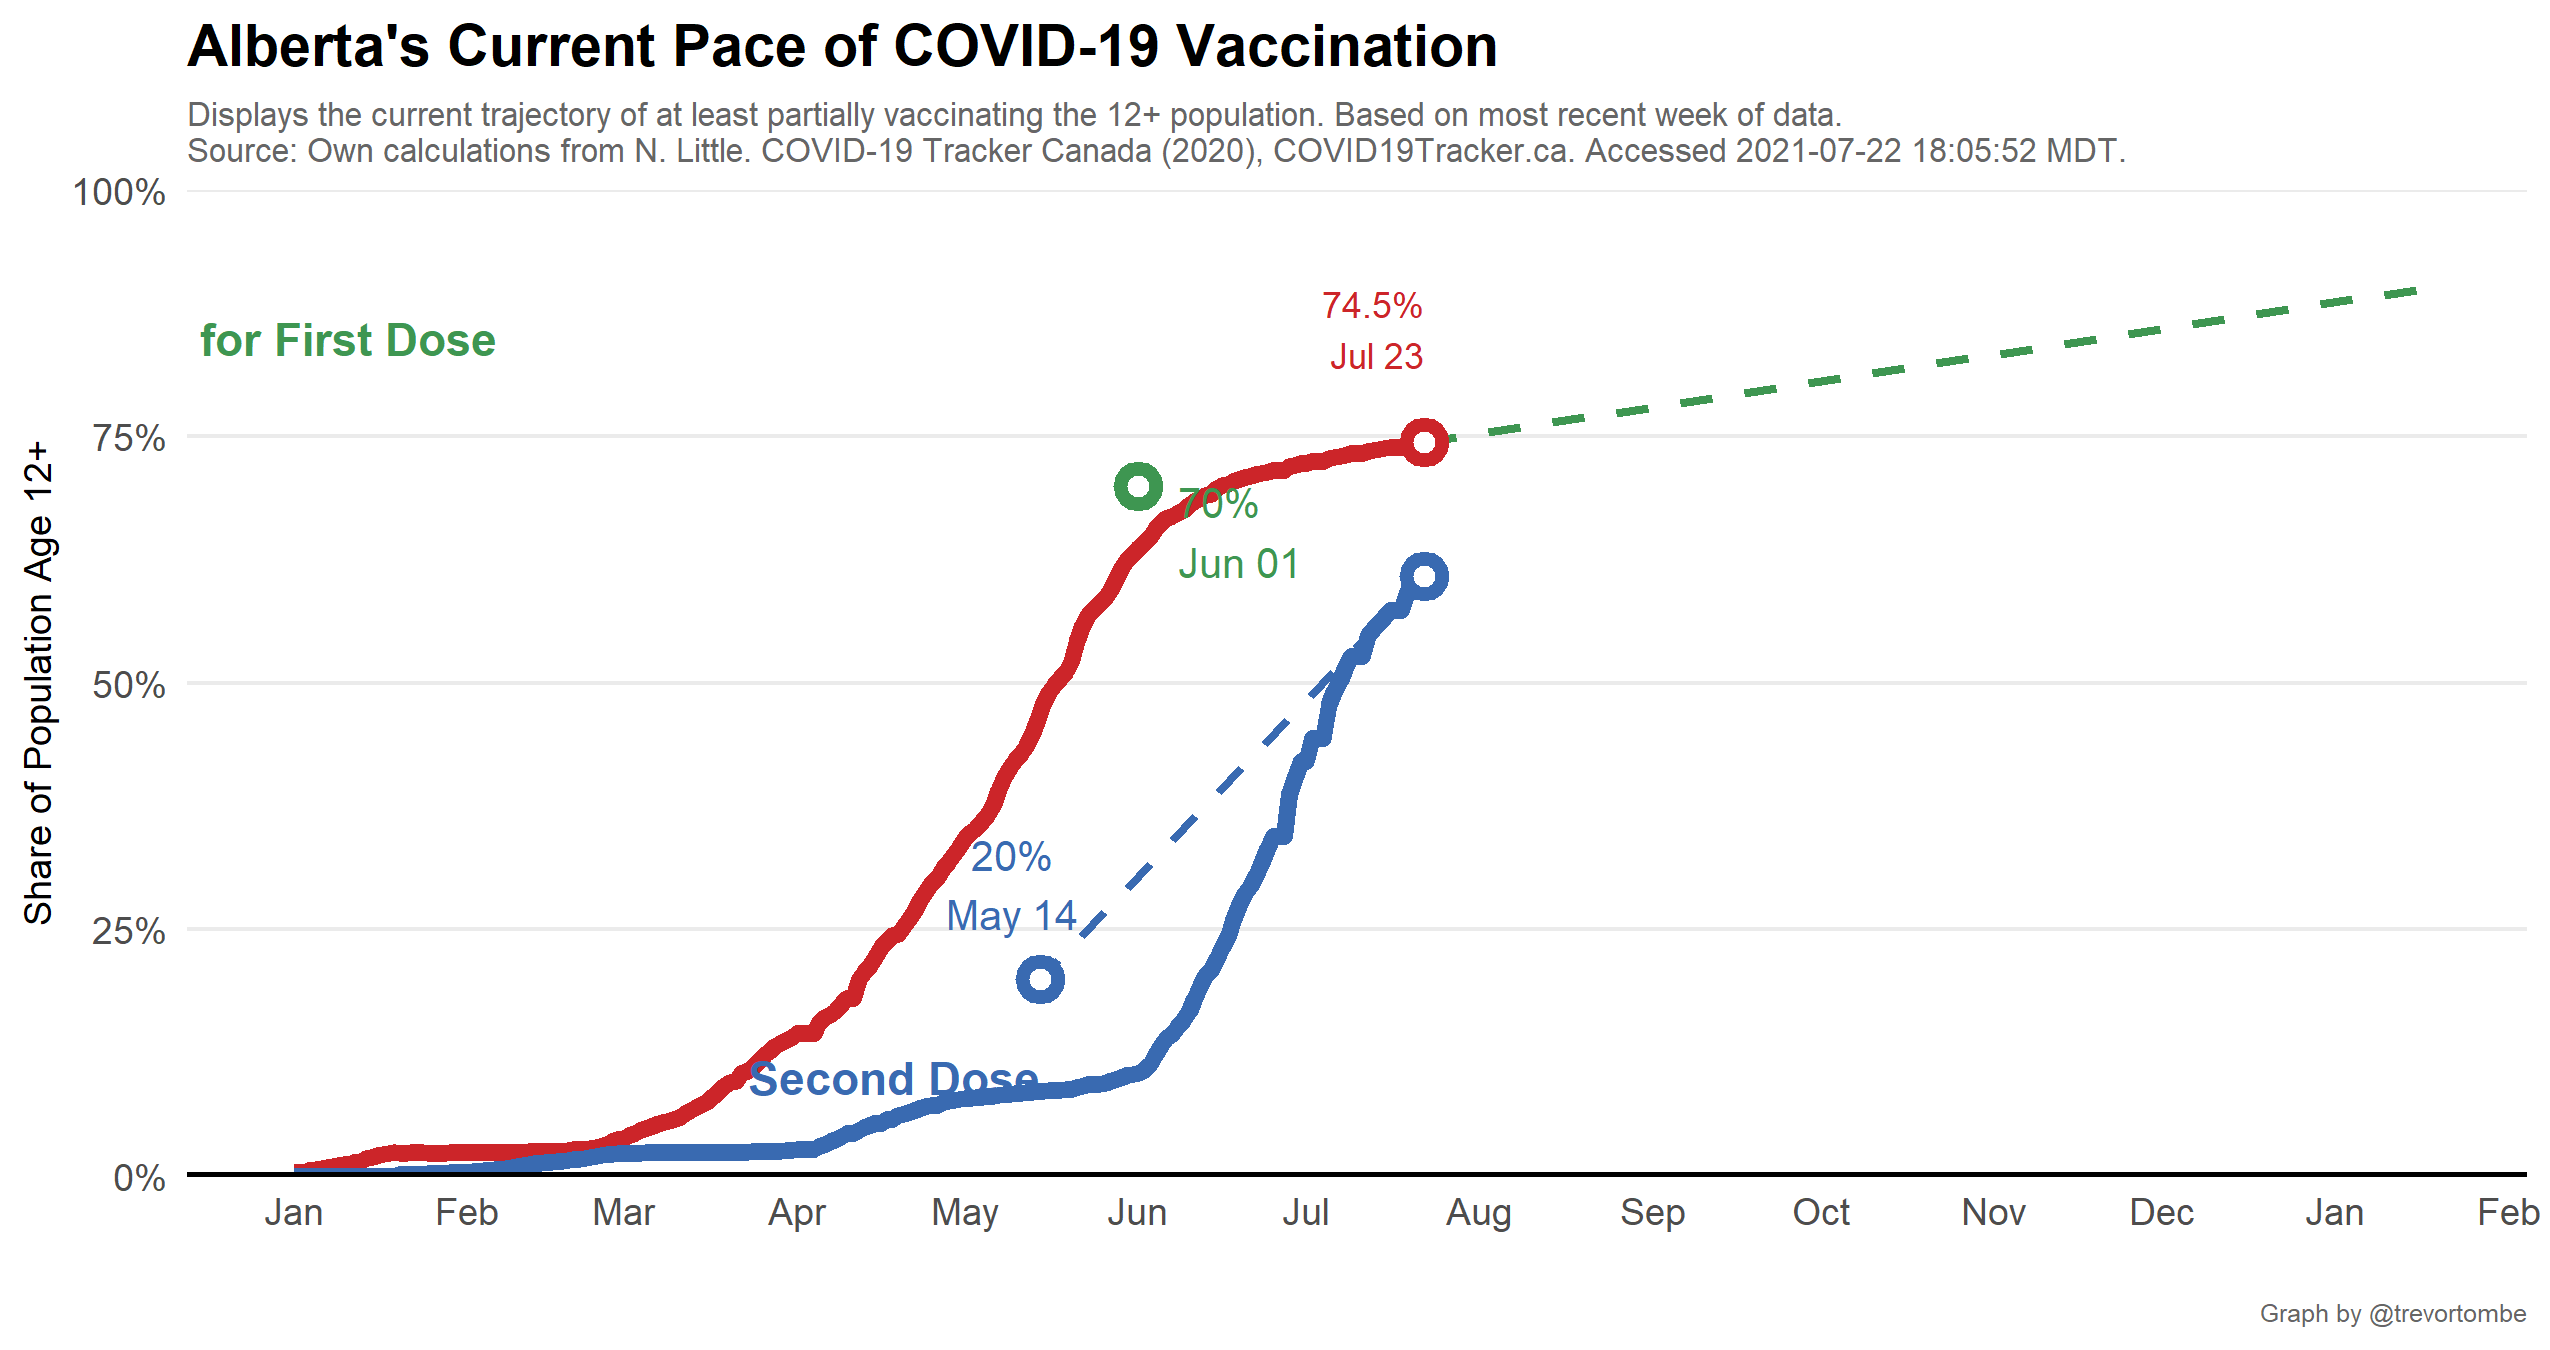 Alberta's Current Pace of COVID-19 Vaccination
Displays the current trajectory of at least partially vaccinating the 12+ population. Based on most recent week of data.
Source: Own calculations from N. Little. COVID-19 Tracker Canada (2020), COVID19Tracker.ca. Accessed 2021-07-22 18:05:52 MDT.
100%
75%
50%
25%
0%
Share of Population Age 12+
for First Dose
74.5%
Jul 23
70%
Jun 01
20%
May 14
Second Dose
Jan Feb Mar Apr May Jun Jul Aug Sep Oct Nov Dec Jan Feb
Graph by @trevortombe